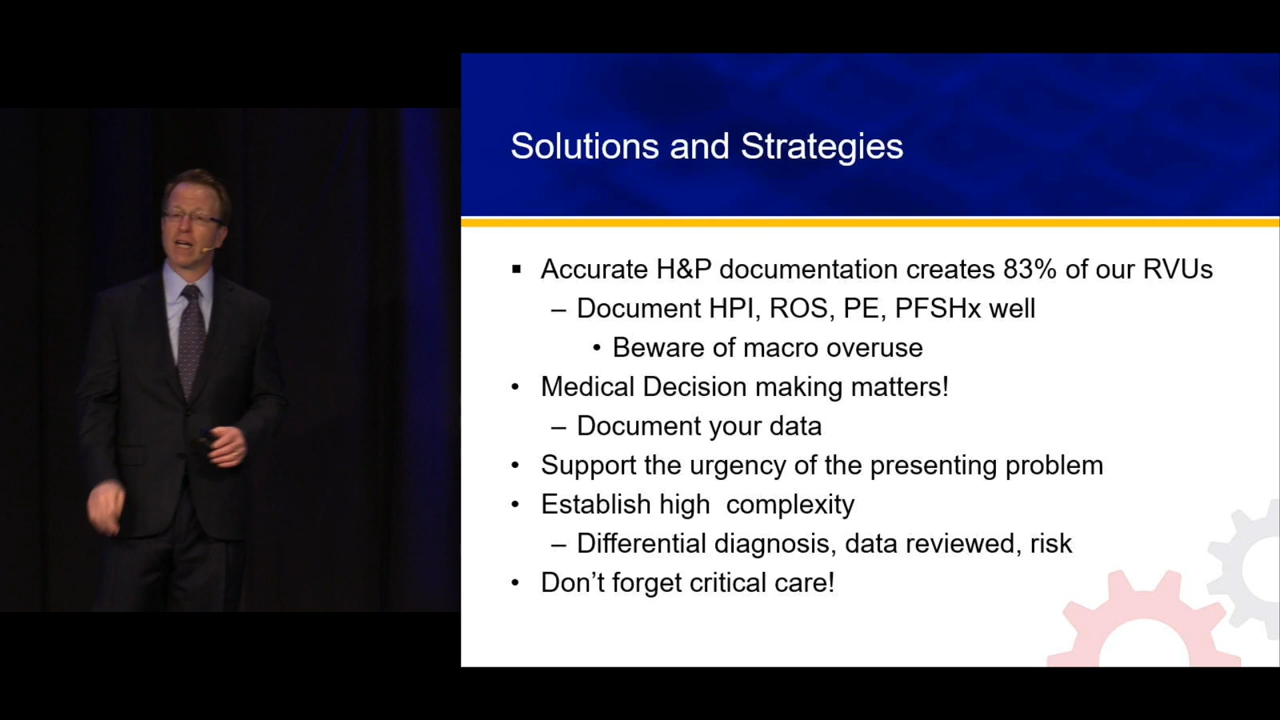 Solutions and Strategies
▪ Accurate H&P documentation creates 83% of our RVUs
– Document HPI, ROS, PE, PFSHx well
• Beware of macro overuse
• Medical Decision making matters!
– Document your data
• Support the urgency of the presenting problem
• Establish high  complexity
– Differential diagnosis, data reviewed, risk
• Don’t forget critical care!